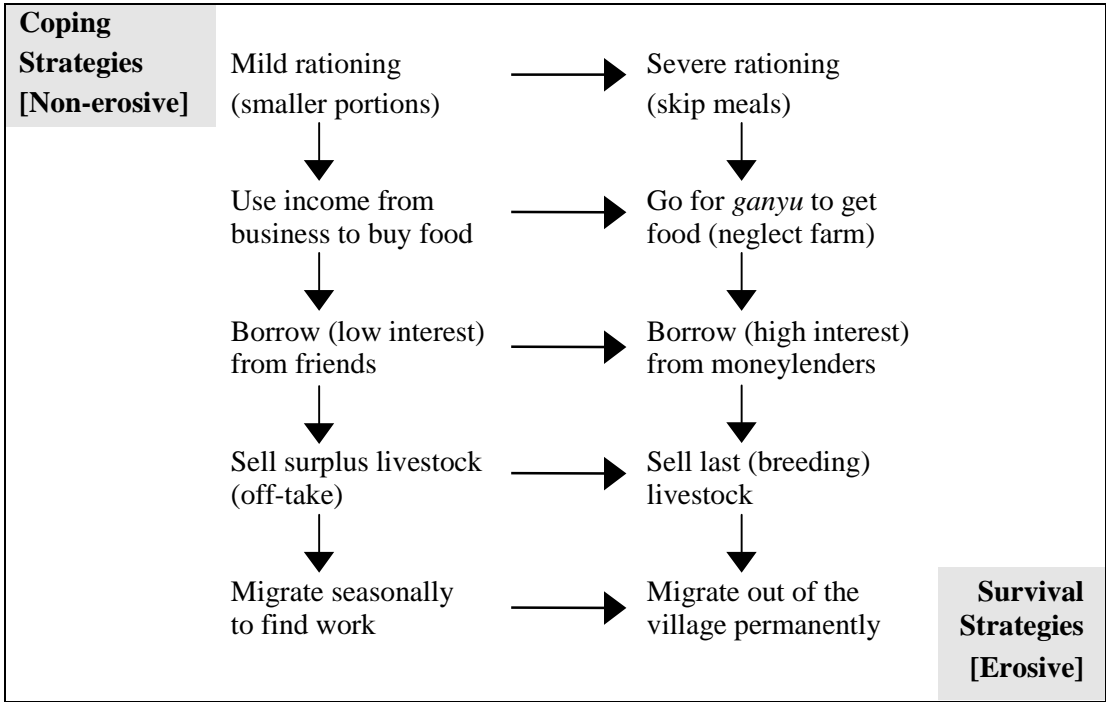 Coping
Strategies
[Non-erosive]
Mild rationing
(smaller portions)
Severe rationing
(skip meals)
Use income from
business to buy food
Go for ganyu to get
food (neglect farm)
Borrow (low interest)
from friends
Borrow (high interest)
from moneylenders
Sell surplus livestock
(off-take)
Sell last (breeding)
livestock
Migrate seasonally
to find work
Migrate out of the
village permanently
Survival
Strategies
[Erosive]